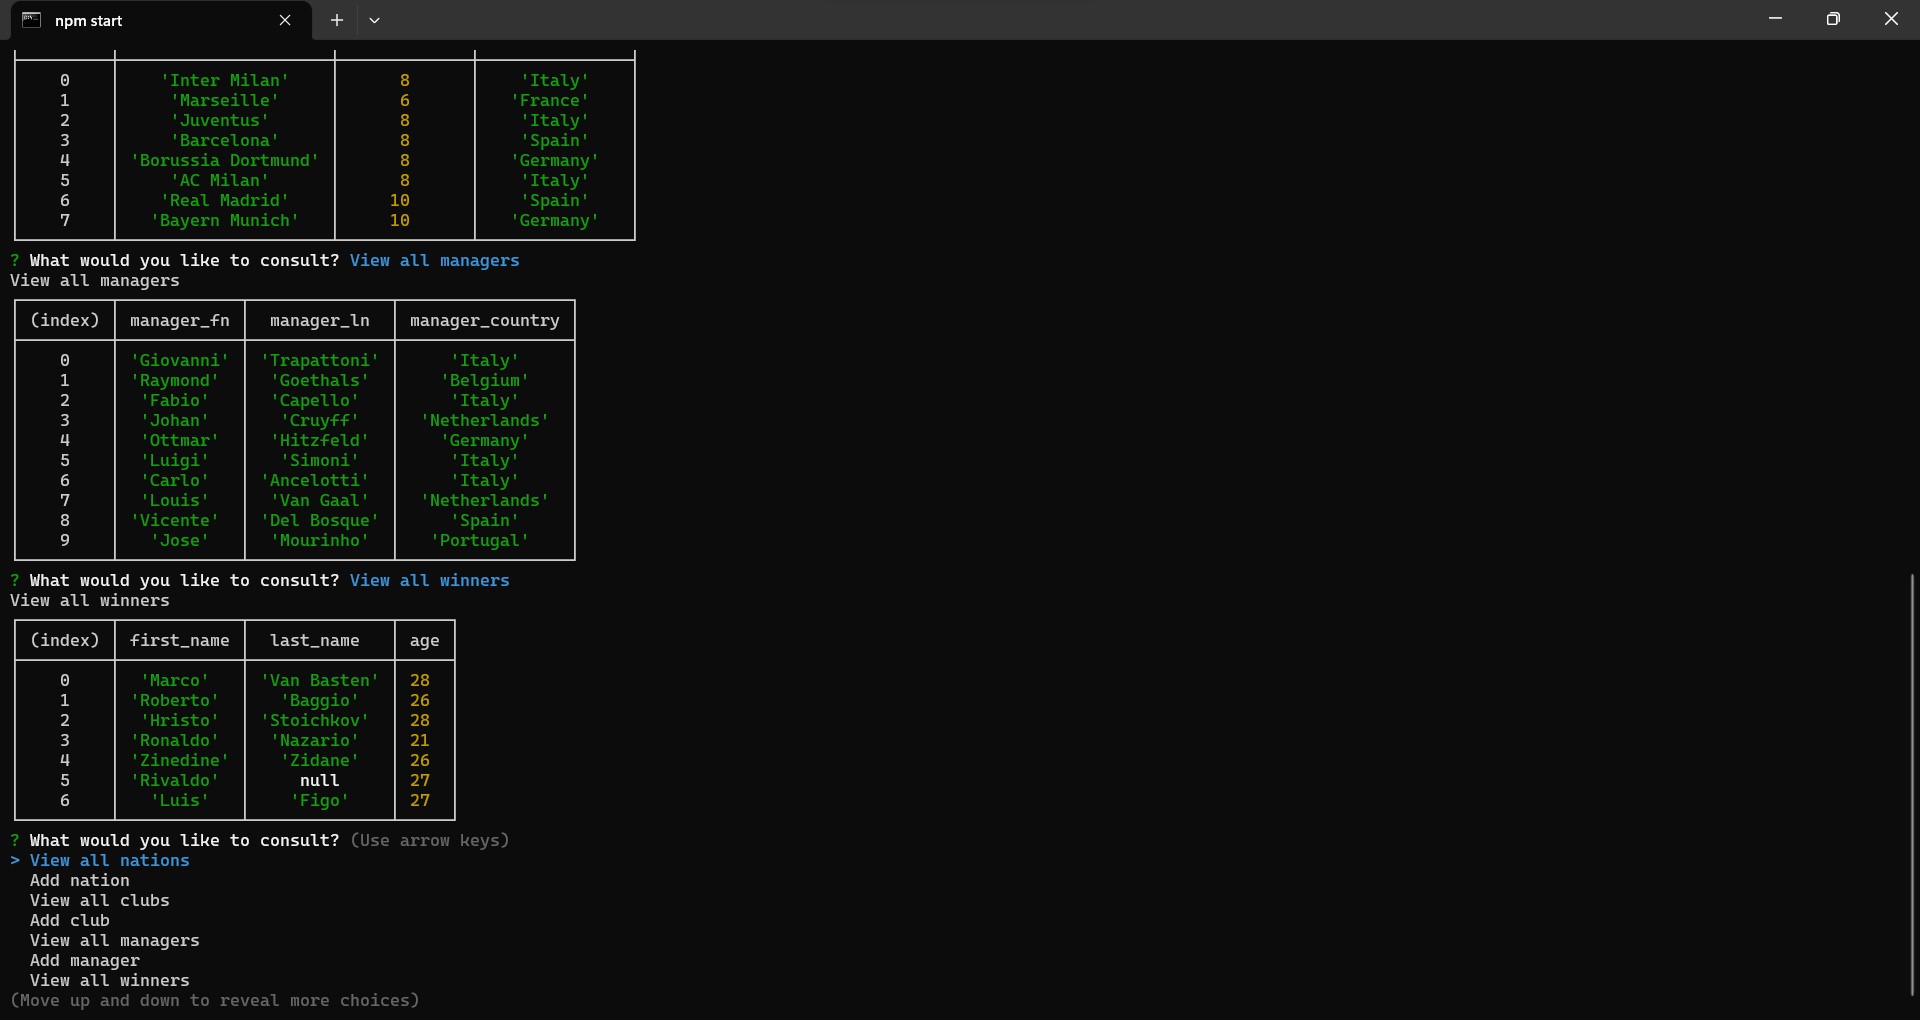 npm start
0 'Inter Milan' 8 'Italy'
1 'Marseille' 6 'France'
2 'Juventus' 8 'Italy'
3 'Barcelona' 8 'Spain'
4 'Borussia Dortmund' 8 'Germany'
5 'AC Milan' 8 'Italy'
6 'Real Madrid' 10 'Spain'
7 'Bayern Munich' 10 'Germany'
? What would you like to consult? View all managers
View all managers
(index) manager_fn manager_ln manager_country
0 'Giovanni' 'Trapattoni' 'Italy'
1 'Raymond' 'Goethals' 'Belgium'
2 'Fabio' 'Capello' 'Italy'
3 'Johan' 'Cruyff' 'Netherlands'
4 'Ottmar' 'Hitzfeld' 'Germany'
5 'Luigi' 'Simoni' 'Italy'
6 'Carlo' 'Ancelotti' 'Italy'
7 'Louis' 'Van Gaal' 'Netherlands'
8 'Vicente' 'Del Bosque' 'Spain'
9 'Jose' 'Mourinho' 'Portugal'
? What would you like to consult? View all winners
View all winners
(index) first_name last_name age
0 'Marco' 'Van Basten' 28
1 'Roberto' 'Baggio' 26
2 'Hristo' 'Stoichkov' 28
3 'Ronaldo' 'Nazario' 21
4 'Zinedine' 'Zidane' 26
5 'Rivaldo' null 27
6 'Luis' 'Figo' 27
? What would you like to consult? (Use arrow keys)
> View all nations
Add nation
View all clubs
Add club
View all managers
Add manager
View all winners
(Move up and down to reveal more choices)